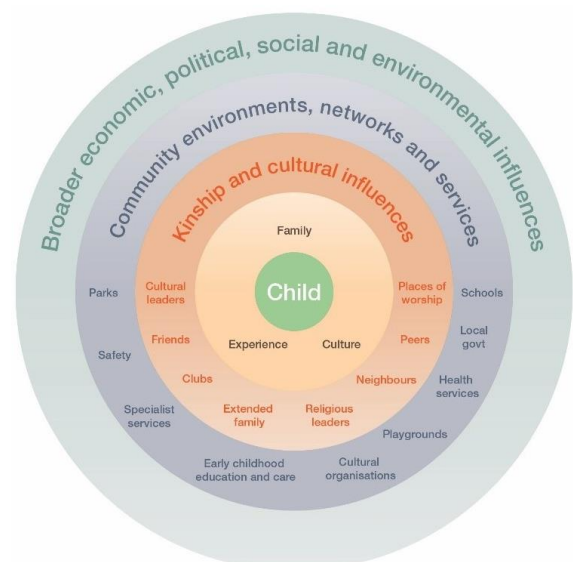 Broader economic, political, social and environmental influences
Community environments, networks and services
Kinship and cultural influences
Family
Child
Experience
Culture
Cultural
leaders
Places of
worship
Friends
Peers
Clubs
Neighbours
Extended
family
Religious
leaders
Parks
Schools
Safety
Local
govt
Specialist
services
Health
services
Playgrounds
Early childhood
education and care
Cultural
organisations